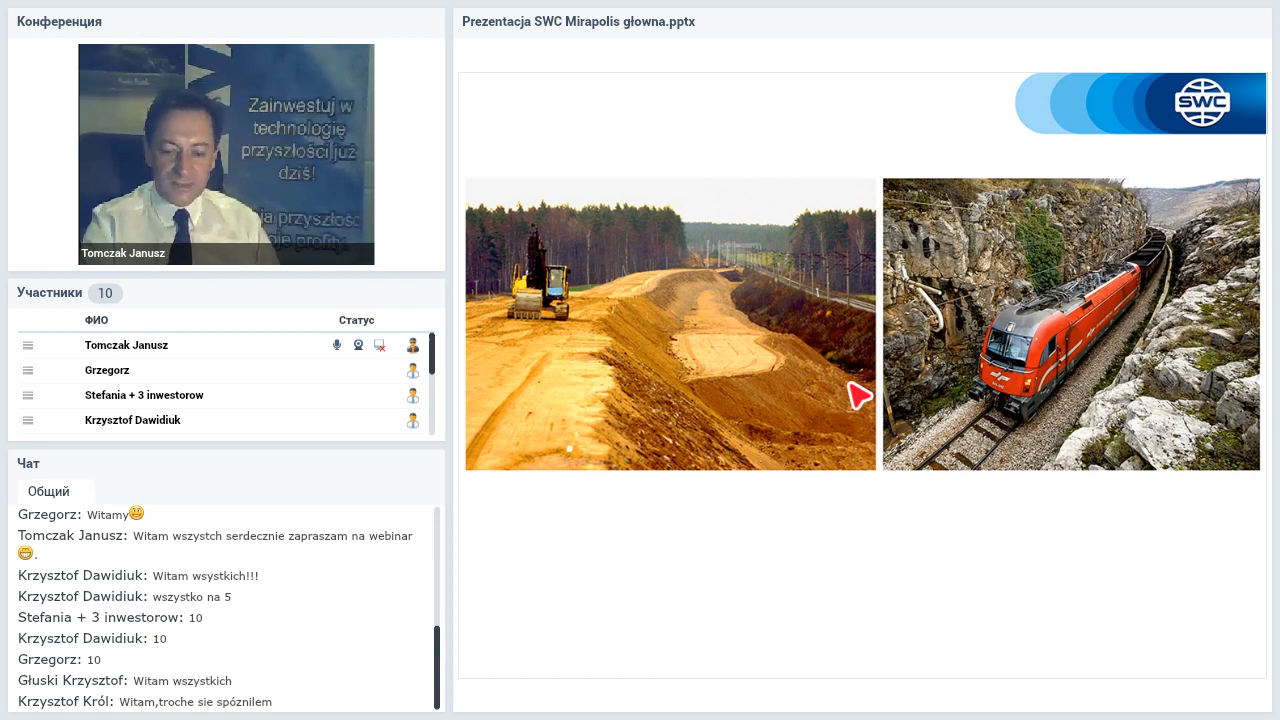 Конференция
Zainwestuj w
technologię
przyszłości już
dziś!
przyszłośc
profity
Tomczak Janusz
Участники 10
ФИО Статус
Tomczak Janusz
Grzegorz
Stefania + 3 inwestorow
Krzysztof Dawidiuk
Чат
Общий
Grzegorz: Witamy
Tomczak Janusz: Witam wszystch serdecznie zapraszam na webinar
.
Krzysztof Dawidiuk: Witam wsystkich!!!
Krzysztof Dawidiuk: wszystko na 5
Stefania + 3 inwestorow: 10
Krzysztof Dawidiuk: 10
Grzegorz: 10
Głuski Krzysztof: Witam wszystkich
Krzysztof Król: Witam,troche sie spóznilem
Prezentacja SWC Mirapolis głowna.pptx
SWC